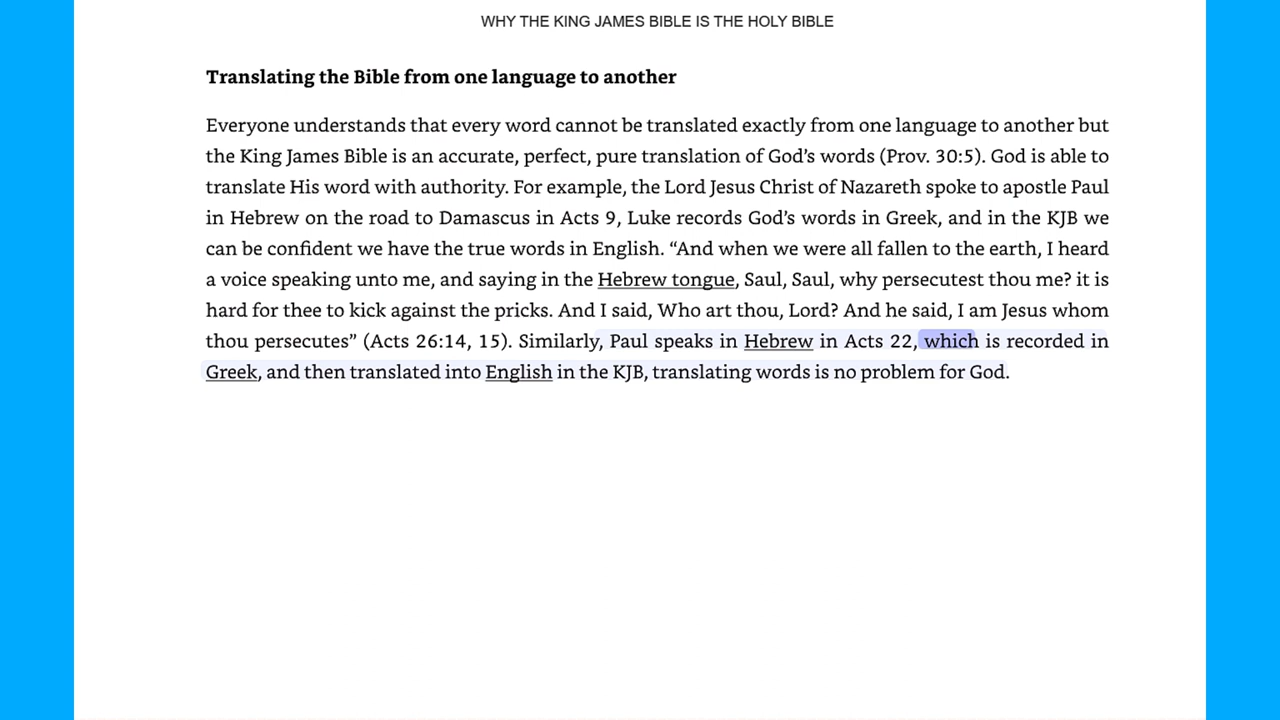 WHY THE KING JAMES BIBLE IS THE HOLY BIBLE
Translating the Bible from one language to another
Everyone understands that every word cannot be translated exactly from one language to another but
the King James Bible is an accurate, perfect, pure translation of God’s words (Prov. 30:5). God is able to
translate His word with authority. For example, the Lord Jesus Christ of Nazareth spoke to apostle Paul
in Hebrew on the road to Damascus in Acts 9, Luke records God’s words in Greek, and in the KJB we
can be confident we have the true words in English. “And when we were all fallen to the earth, I heard
a voice speaking unto me, and saying in the Hebrew tongue, Saul, Saul, why persecutest thou me? it is
hard for thee to kick against the pricks. And I said, Who art thou, Lord? And he said, I am Jesus whom
thou persecutes” (Acts 26:14, 15). Similarly, Paul speaks in Hebrew in Acts 22, which is recorded in
Greek, and then translated into English in the KJB, translating words is no problem for God.